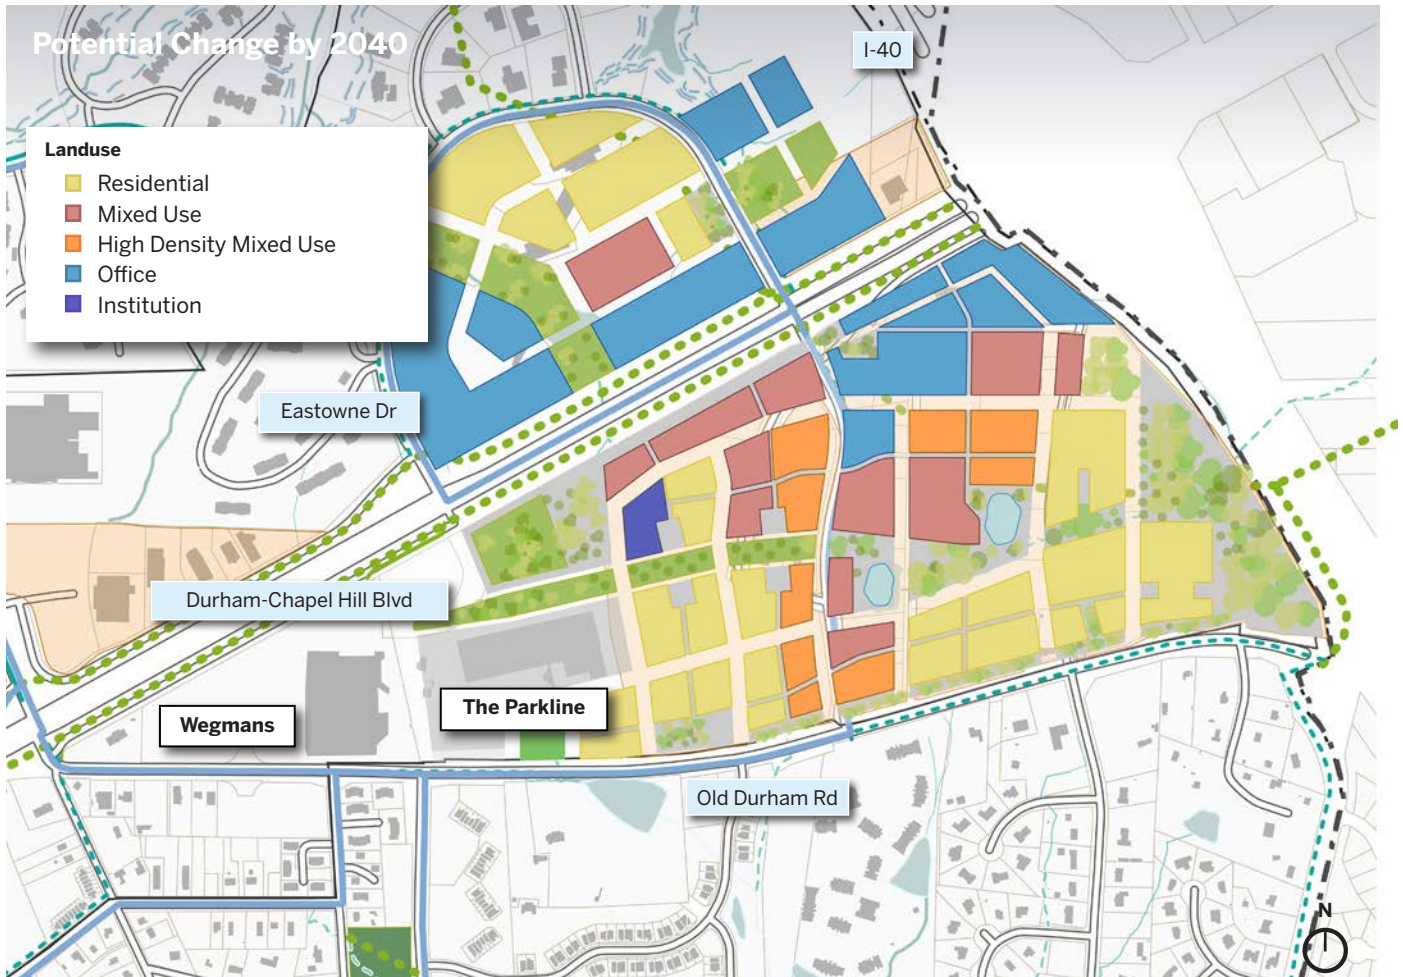 Potential Change by 2040
I-40
Landuse
Residential
Mixed Use
High Density Mixed Use
Office
Institution
Eastowne Dr
Durham-Chapel Hill Blvd
The Parkline
Wegmans
Old Durham Rd
N